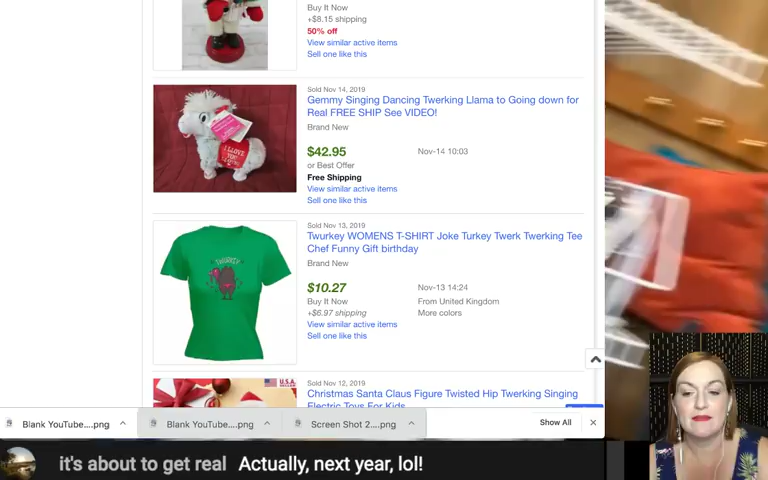 Buy It Now
+$8.15 shipping
50% off
View similar active items
Sell one like this
Sold Nov 14, 2019
Gemmy Singing Dancing Twerking Llama to Going down for
Real FREE SHIP See VIDEO!
Brand New
$42.95
Nov-14 10:03
or Best Offer
Free Shipping
View similar active items
Sell one like this
Sold Nov 13, 2019
Twurkey WOMENS T-SHIRT Joke Turkey Twerk Twerking Tee
Chef Funny Gift birthday
Brand New
TWURKEY
$10.27
Nov-13 14:24
Buy It Now
From United Kingdom
+$6.97 shipping
More colors
View similar active items
Sell one like this
Sold Nov 12, 2019
Christmas Santa Claus Figure Twisted Hip Twerking Singing
Electric Toys For Kids
Blank YouTube....png
Blank YouTube....png
Screen Shot 2....png
Show All
it's about to get real Actually, next year, lol!